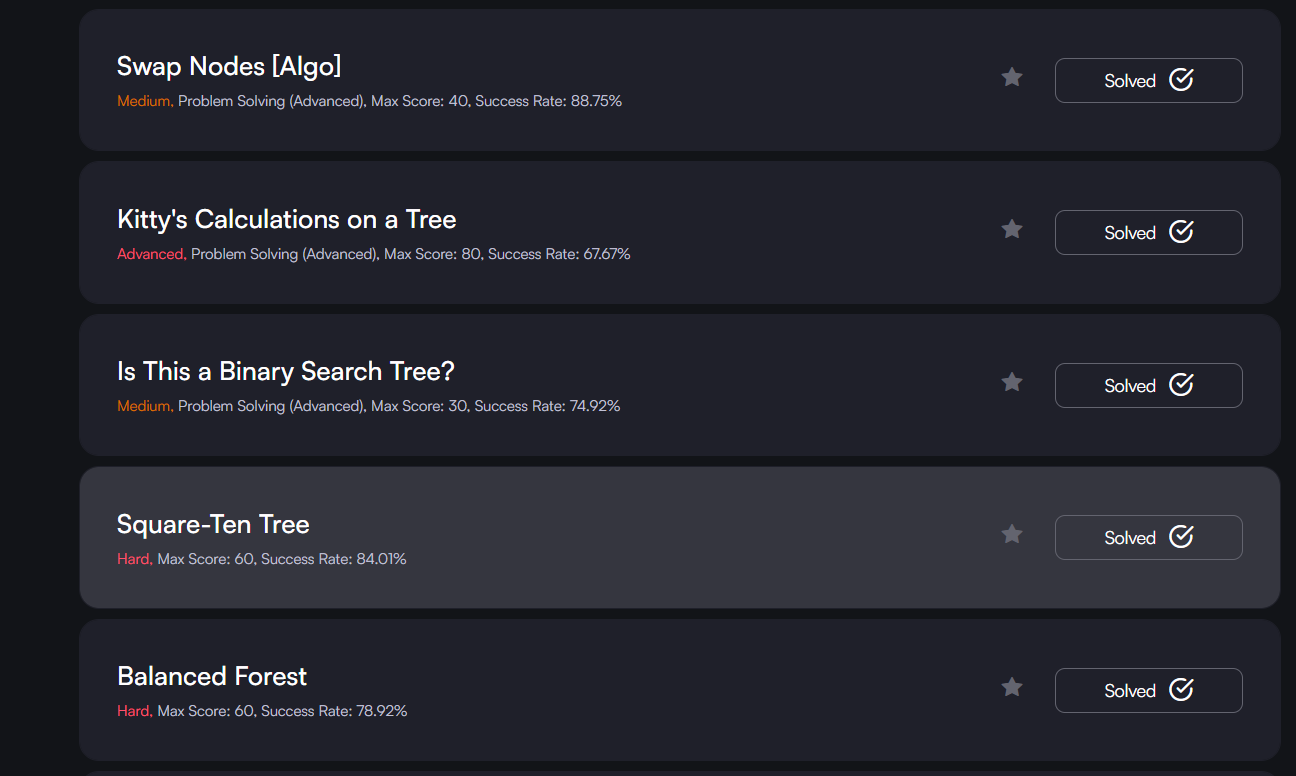 Swap Nodes [Algo]
Medium, Problem Solving (Advanced), Max Score: 40, Success Rate: 88.75%
Solved
Kitty's Calculations on a Tree
Advanced, Problem Solving (Advanced), Max Score: 80, Success Rate: 67.67%
Solved
Is This a Binary Search Tree?
Medium, Problem Solving (Advanced), Max Score: 30, Success Rate: 74.92%
Solved
Square-Ten Tree
Hard, Max Score: 60, Success Rate: 84.01%
Solved
Balanced Forest
Hard, Max Score: 60, Success Rate: 78.92%
Solved